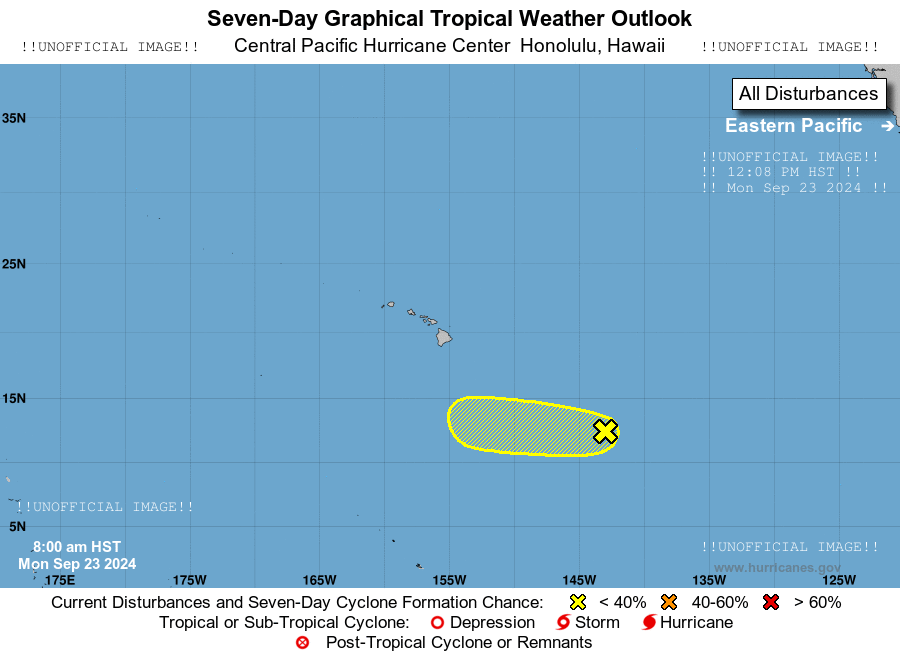 Seven-Day Graphical Tropical Weather Outlook
!!UNOFFICIAL IMAGE!! Central Pacific Hurricane Center Honolulu, Hawaii !!UNOFFICIAL IMAGE!!
All Disturbances
35N
Eastern Pacific ➔
!!UNOFFICIAL IMAGE!!
!! 12:08 PM HST !!
!! Mon Sep 23 2024 !!
25N
15N
!!UNOFFICIAL IMAGE!!
5N
8:00 am HST
!!UNOFFICIAL IMAGE!!
Mon Sep 23 2024
www.hurricanes.gov
175E 175W 165W 155W 145W 135W 125W
Current Disturbances and Seven-Day Cyclone Formation Chance: < 40% 40-60% > 60%
Tropical or Sub-Tropical Cyclone: Depression Storm Hurricane
Post-Tropical Cyclone or Remnants